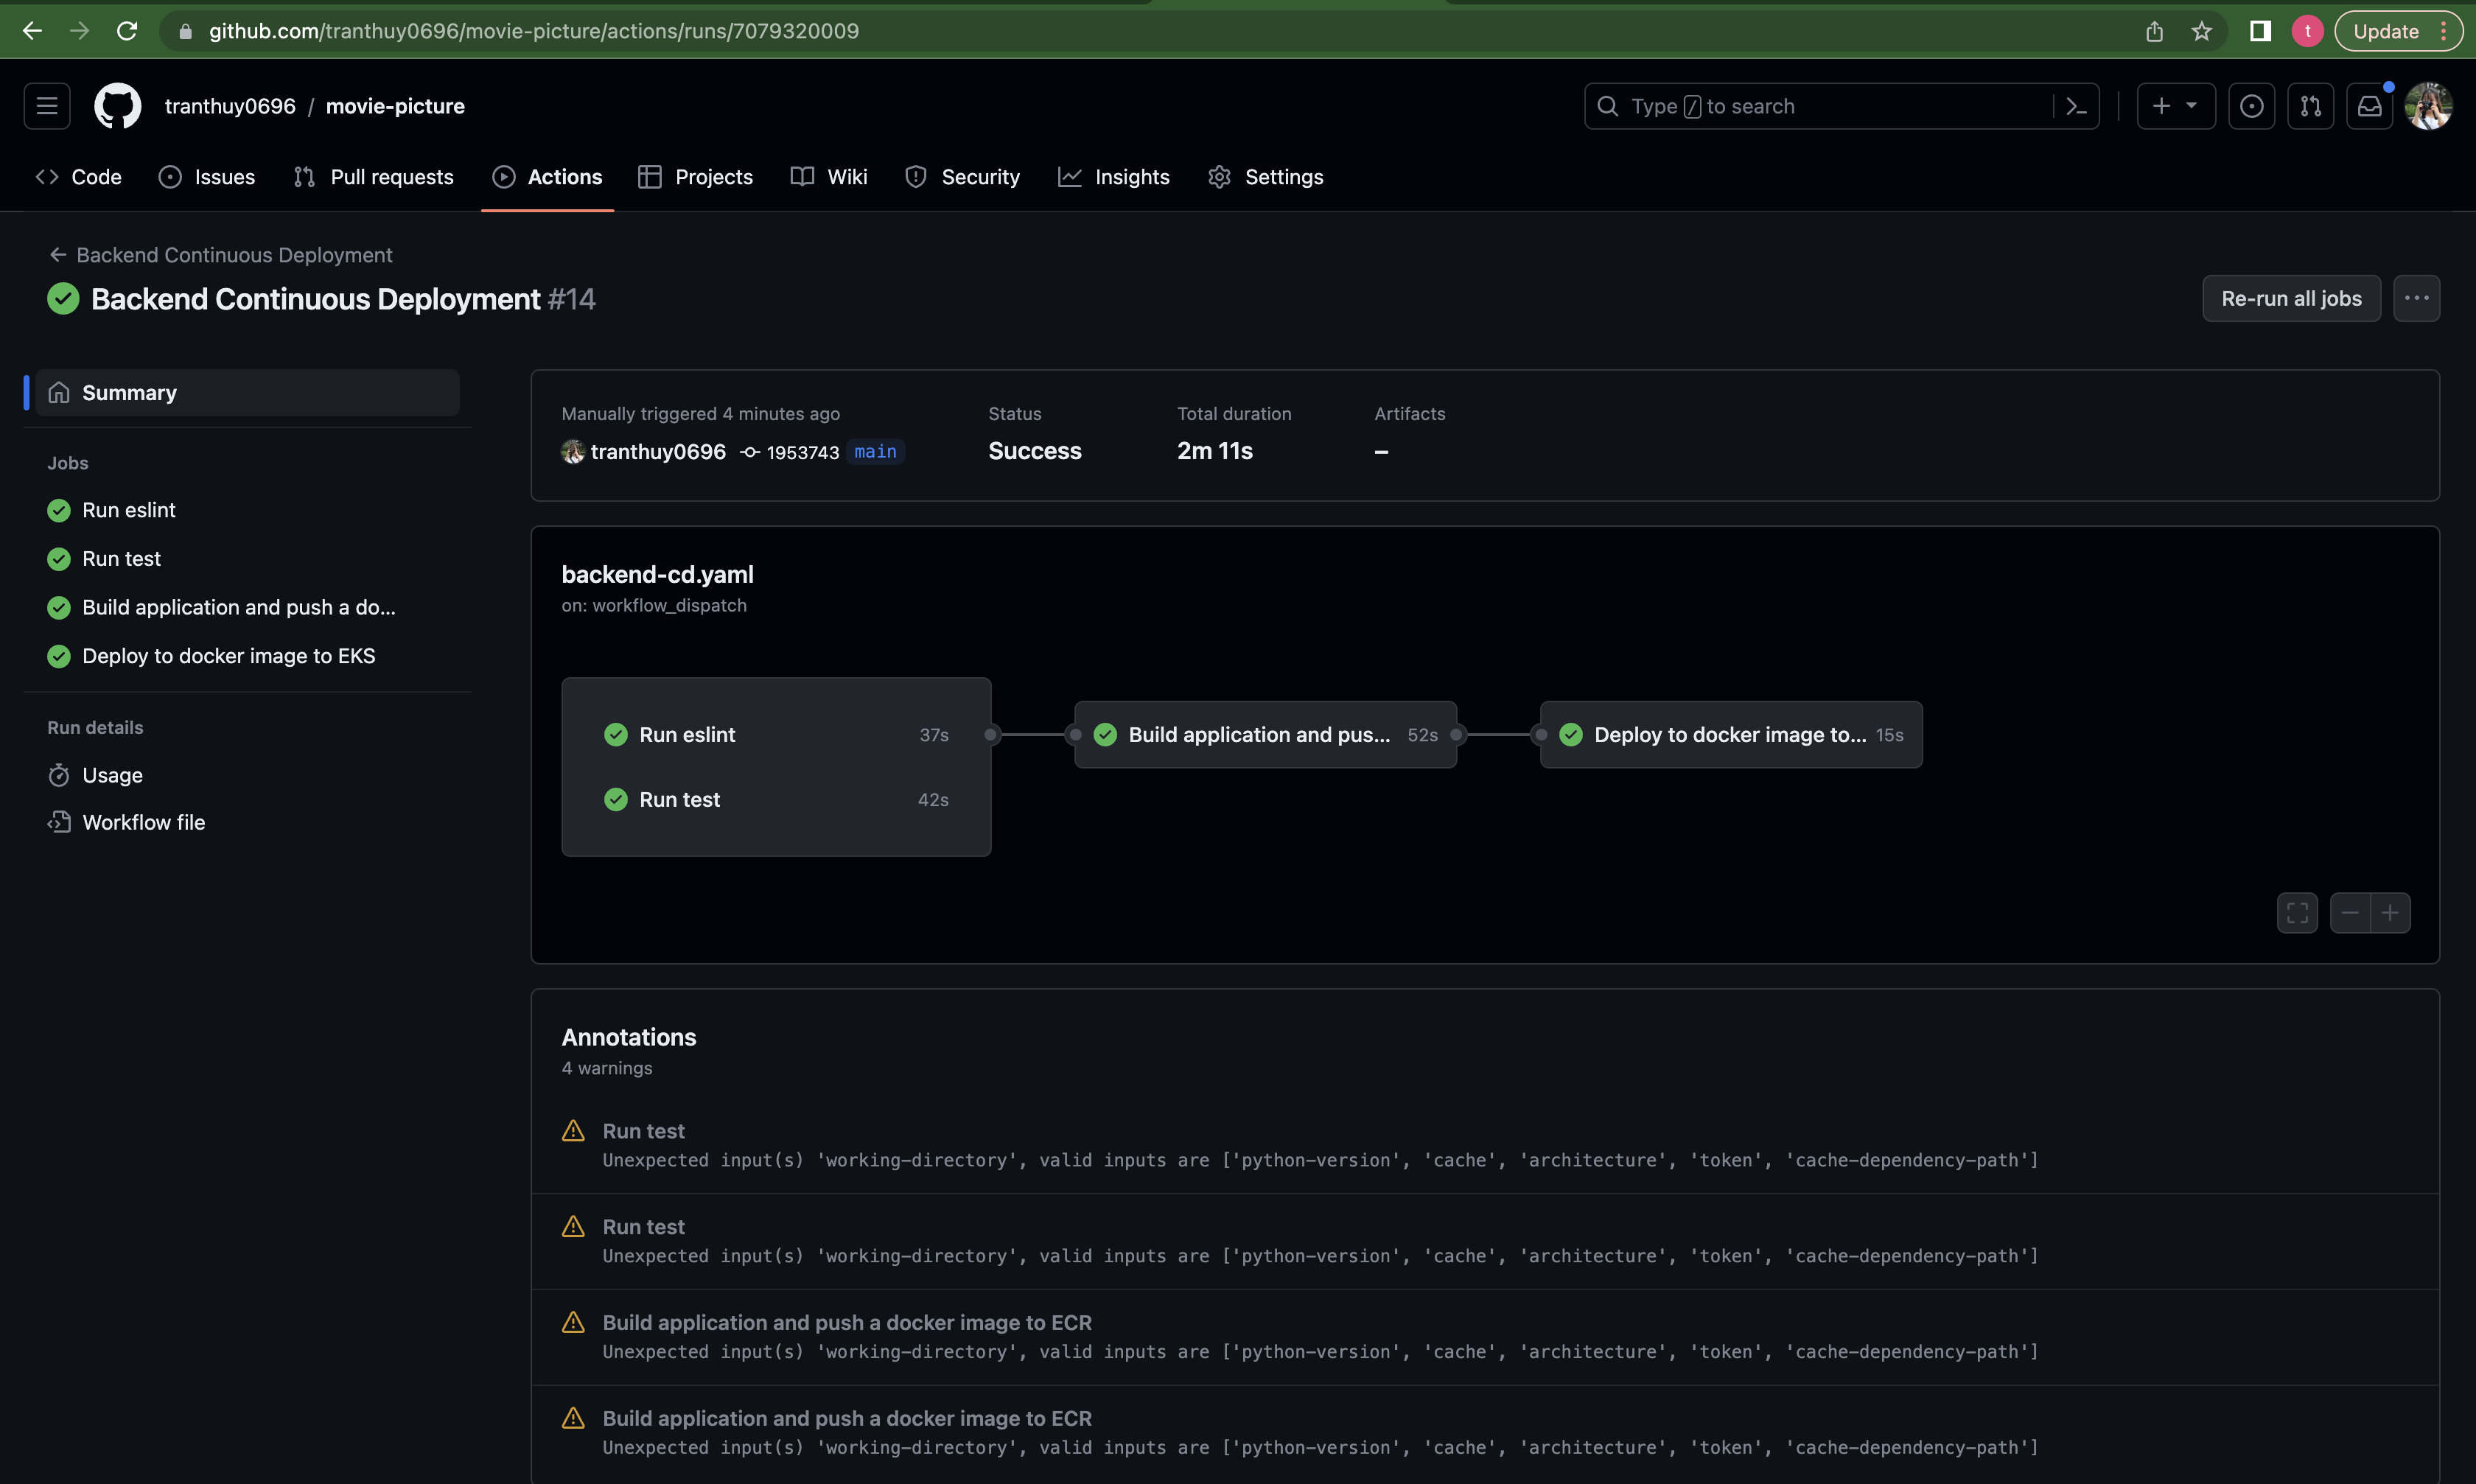 github.com/tranthuy0696/movie-picture/actions/runs/7079320009
t
Update
tranthuy0696 / movie-picture
Type / to search
Code
Issues
Pull requests
Actions
Projects
Wiki
Security
Insights
Settings
Backend Continuous Deployment
Backend Continuous Deployment #14
Re-run all jobs
Summary
Jobs
Run eslint
Run test
Build application and push a do...
Deploy to docker image to EKS
Run details
Usage
Workflow file
Manually triggered 4 minutes ago
tranthuy0696 1953743 main
Status
Success
Total duration
2m 11s
Artifacts
–
backend-cd.yaml
on: workflow_dispatch
Run eslint 37s
Run test 42s
Build application and pus... 52s
Deploy to docker image to... 15s
Annotations
4 warnings
Run test
Unexpected input(s) 'working-directory', valid inputs are ['python-version', 'cache', 'architecture', 'token', 'cache-dependency-path']
Run test
Unexpected input(s) 'working-directory', valid inputs are ['python-version', 'cache', 'architecture', 'token', 'cache-dependency-path']
Build application and push a docker image to ECR
Unexpected input(s) 'working-directory', valid inputs are ['python-version', 'cache', 'architecture', 'token', 'cache-dependency-path']
Build application and push a docker image to ECR
Unexpected input(s) 'working-directory', valid inputs are ['python-version', 'cache', 'architecture', 'token', 'cache-dependency-path']